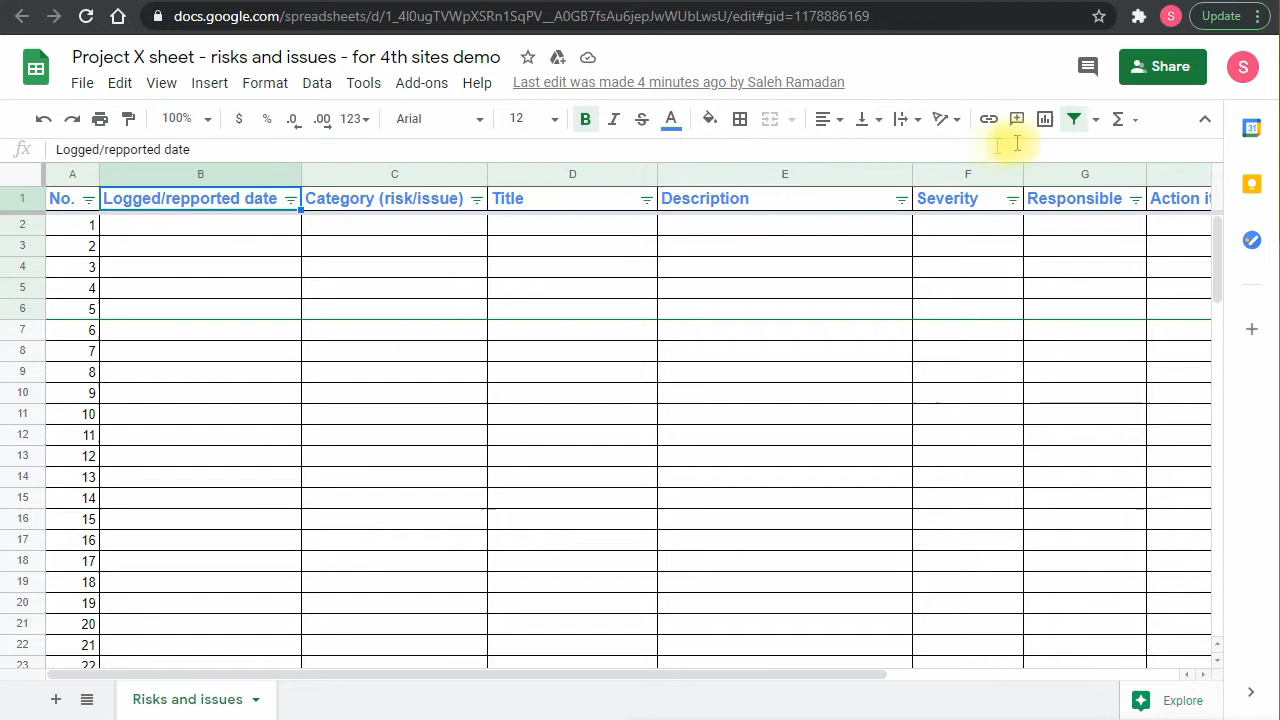 docs.google.com/spreadsheets/d/1_4I0ugTVWpXSRn1SqPV__A0GB7fsAu6jepJwWUbLwsU/edit#gid=1178886169
S
Update
Project X sheet - risks and issues - for 4th sites demo
Share
S
File Edit View Insert Format Data Tools Add-ons Help Last edit was made 4 minutes ago by Saleh Ramadan
100% $ % .0 .00 123 Arial 12 B I S A Σ
fx Logged/repported date
31
A B C D E F G
1 No. Logged/repported date Category (risk/issue) Title Description Severity Responsible Action i
2 1
3 2
4 3
5 4
6 5
7 6
8 7
9 8
10 9
11 10
12 11
13 12
14 13
15 14
16 15
17 16
18 17
19 18
20 19
21 20
22 21
23 22
+ Risks and issues Explore